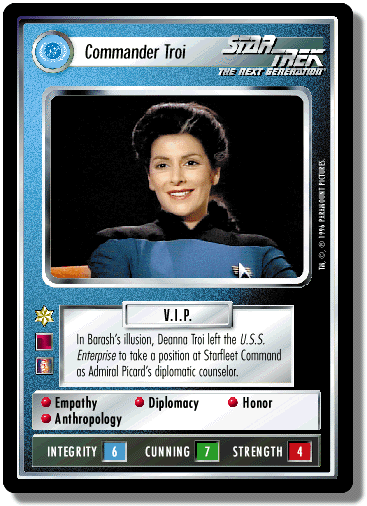 Commander Troi
STAR TREK
THE NEXT GENERATION®
TM, ©, ® 1996 PARAMOUNT PICTURES.
V.I.P.
In Barash's illusion, Deanna Troi left the U.S.S.
Enterprise to take a position at Starfleet Command
as Admiral Picard's diplomatic counselor.
Empathy Diplomacy Honor
Anthropology
INTEGRITY 6 CUNNING 7 STRENGTH 4